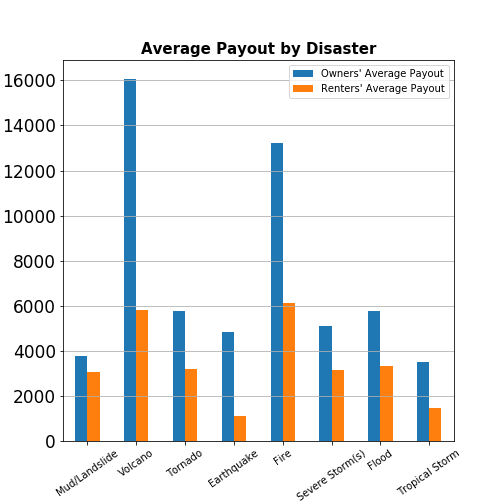 Average Payout by Disaster
Owners' Average Payout
Renters' Average Payout
16000
14000
12000
10000
8000
6000
4000
2000
0
Mud/Landslide
Volcano
Tornado
Earthquake
Fire
Severe Storm(s)
Flood
Tropical Storm